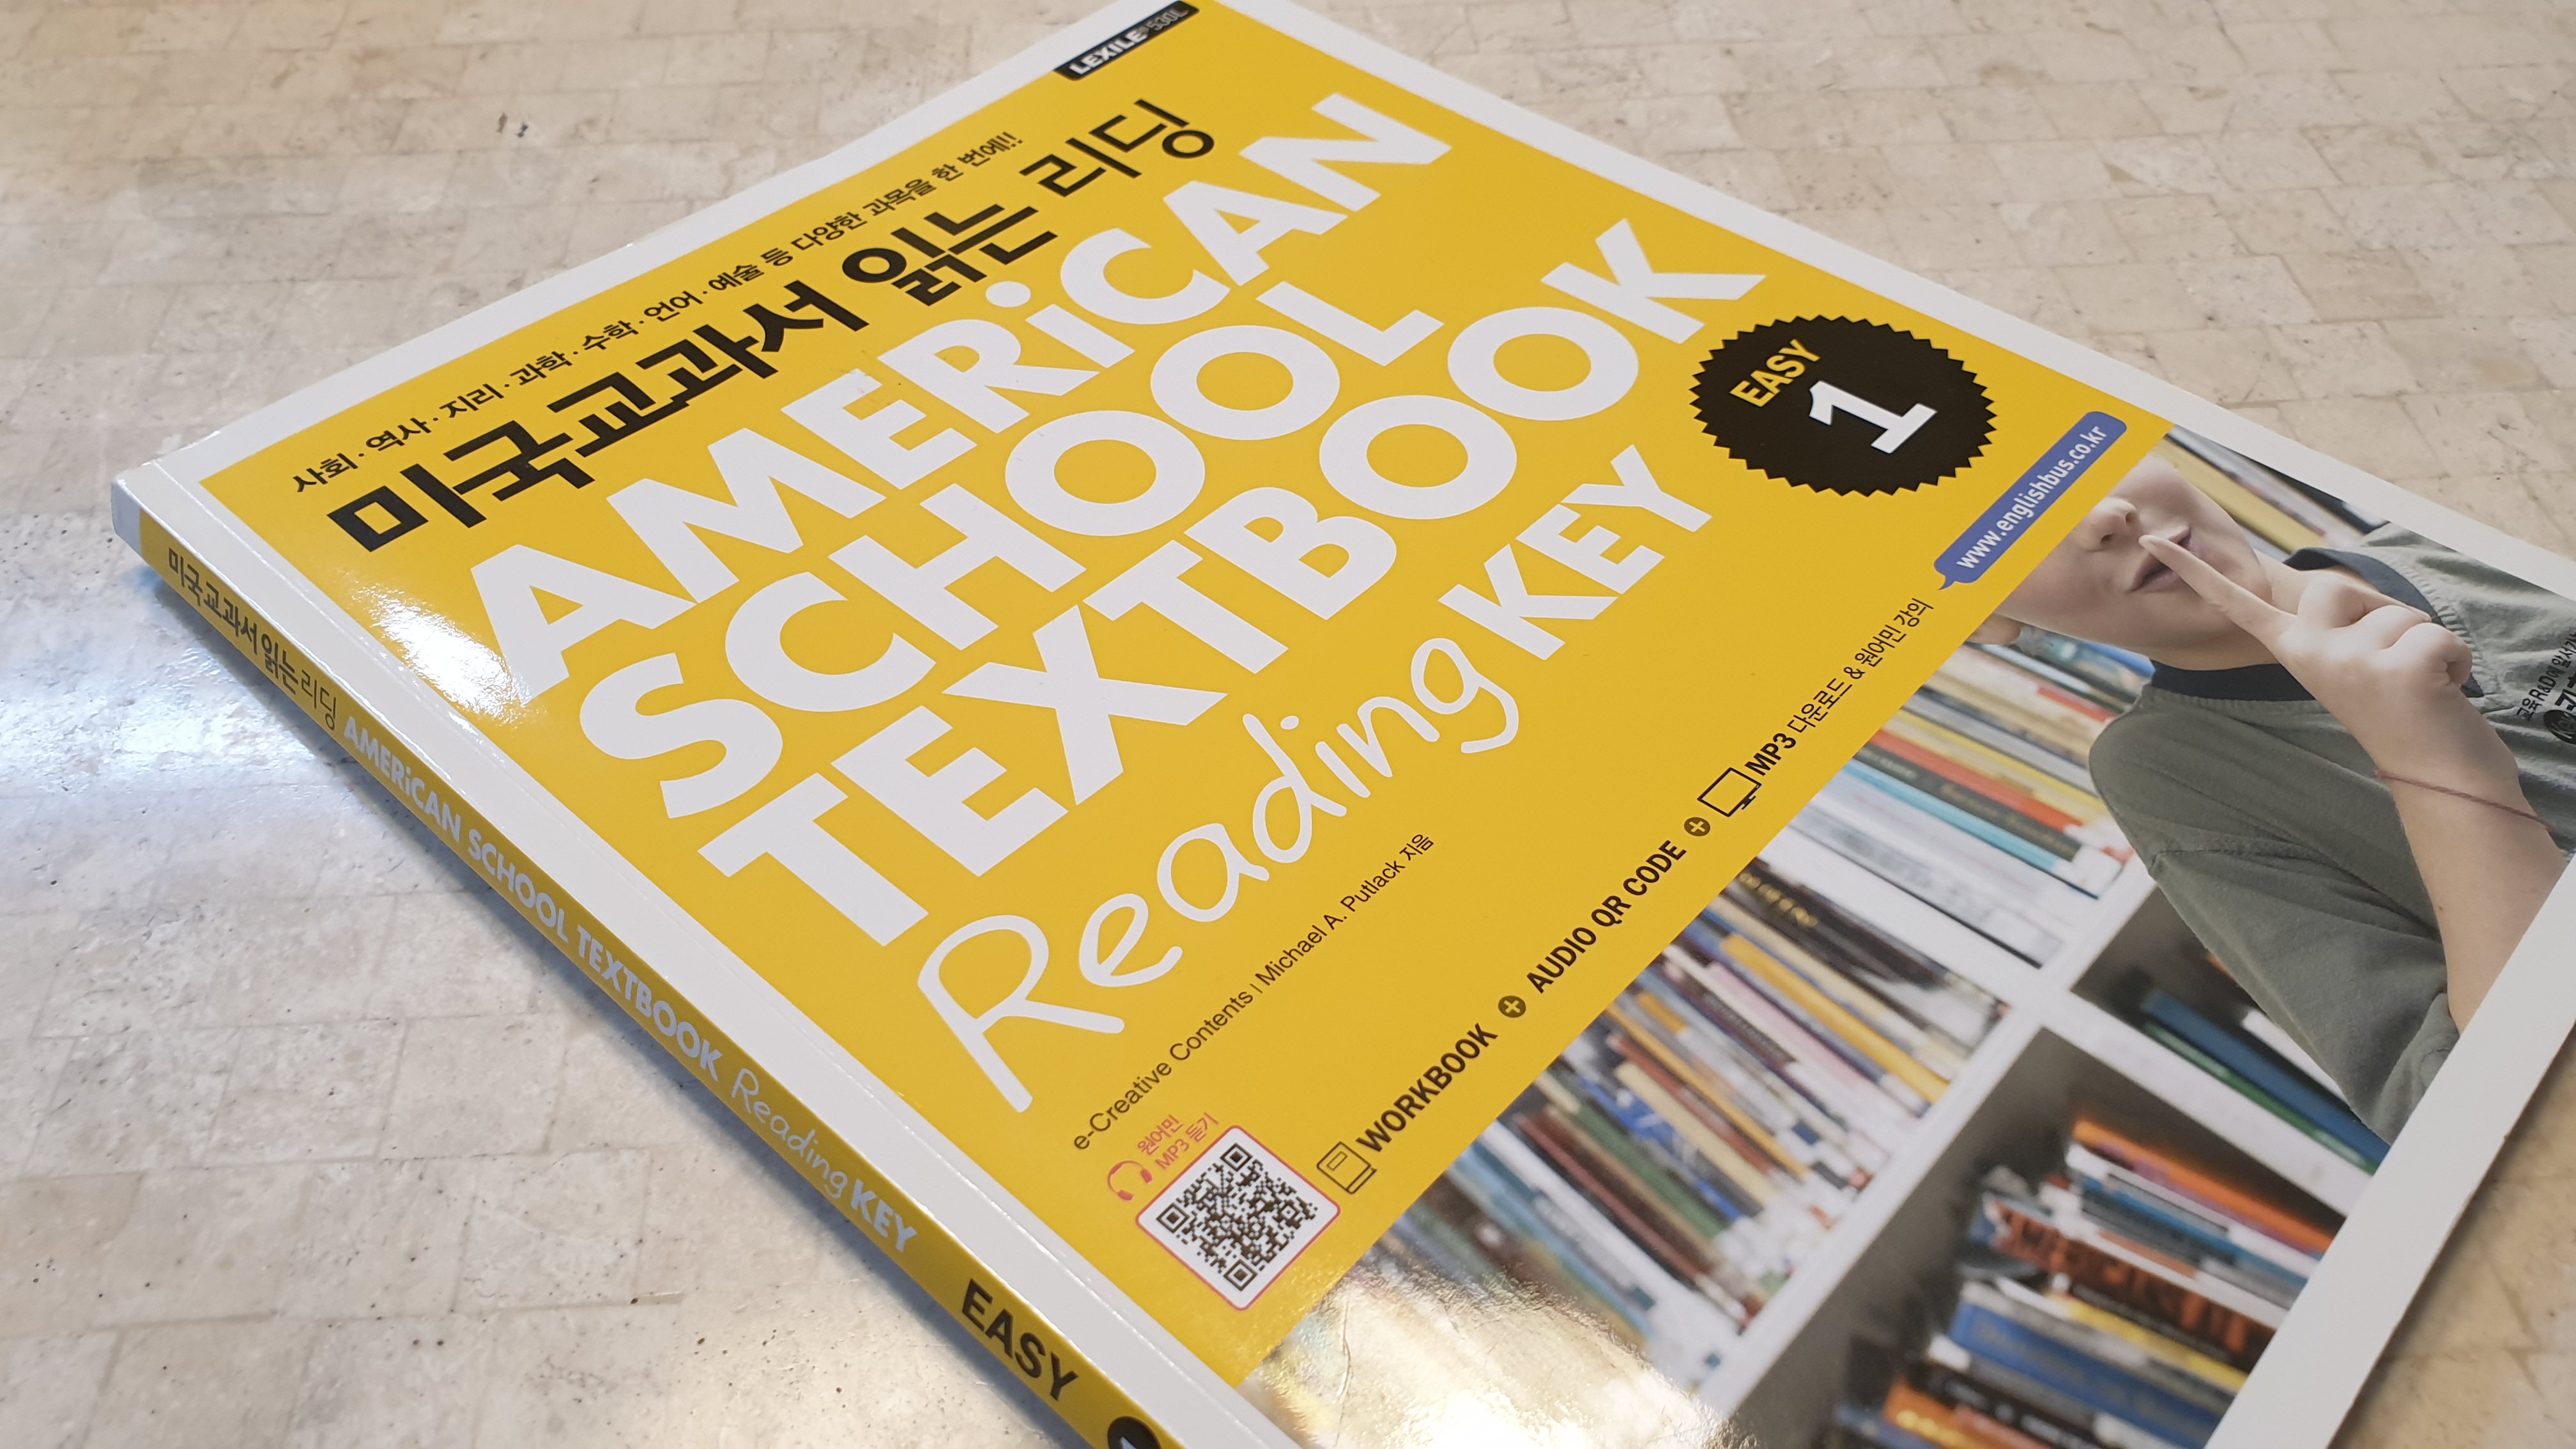 LEXILE 530L
사회·역사·지리·과학·수학·언어·예술 등 다양한 과목을 한 번에!!
미국교과서 읽는 리딩
AMERiCAN
SCHOOL
TEXTBOOK
Reading KEY
EASY
1
www.englishbus.co.kr
e-Creative Contents | Michael A. Putlack 지음
원어민
MP3 듣기
WORKBOOK + AUDIO QR CODE + MP3 다운로드 & 원어민 강의
미국교과서 읽는 리딩 AMERiCAN SCHOOL TEXTBOOK Reading KEY EASY